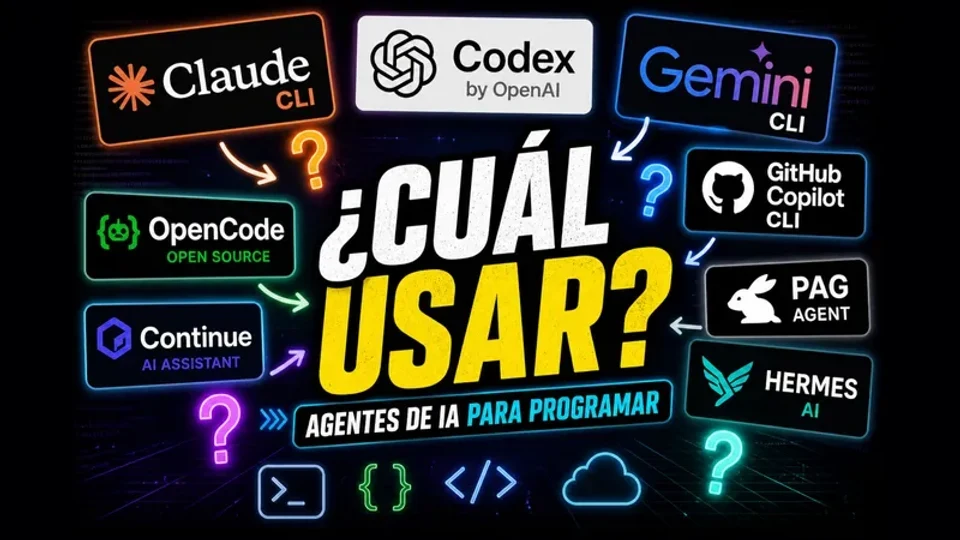 Claude
CLI
Codex
by OpenAI
Gemini
CLI
?
?
¿CUÁL
USAR?
GitHub
Copilot
CLI
OpenCode
OPEN SOURCE
PAG
AGENT
Continue
AI ASSISTANT
HERMES
AI
?
>>> AGENTES DE IA PARA PROGRAMAR
?
>_
{ }
</>